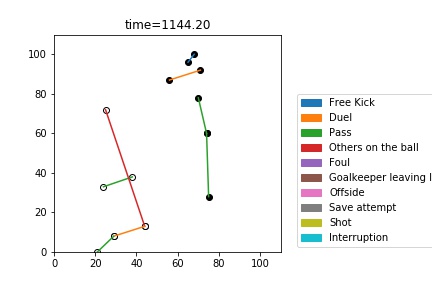 time=1144.20
100
80
60
40
20
0
0 20 40 60 80 100
Free Kick
Duel
Pass
Others on the ball
Foul
Goalkeeper leaving l
Offside
Save attempt
Shot
Interruption